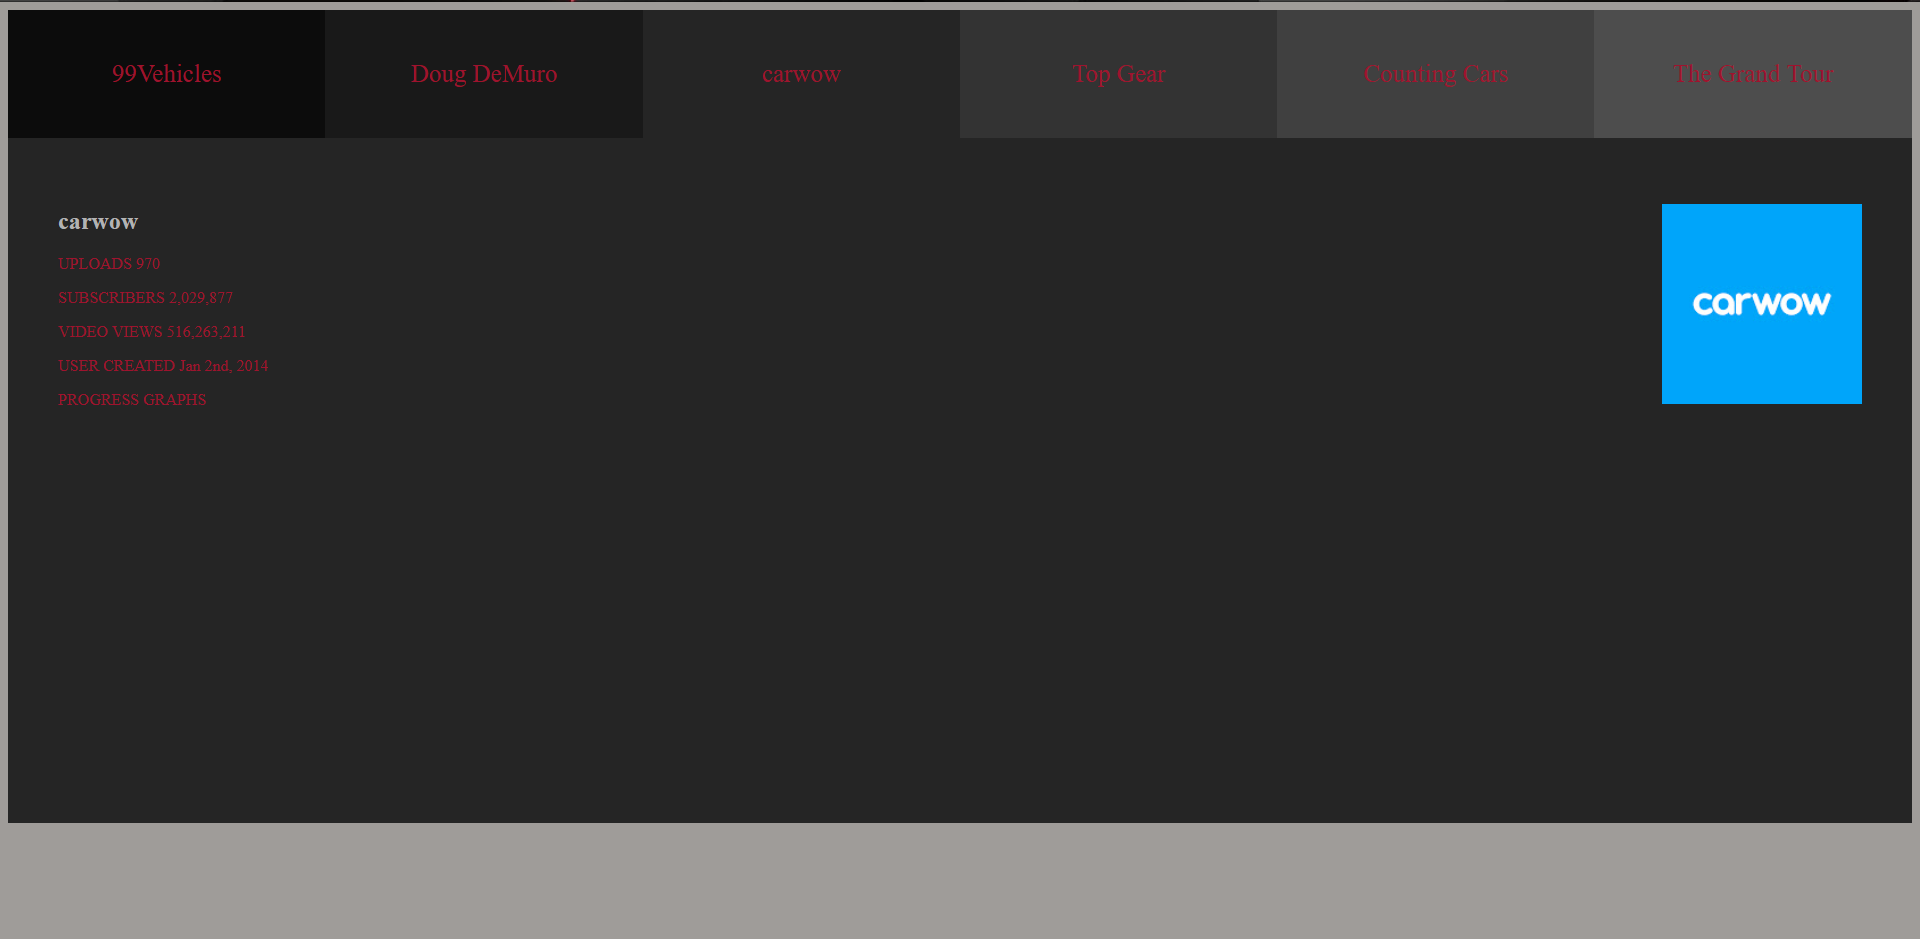 99Vehicles Doug DeMuro carwow Top Gear Counting Cars The Grand Tour
carwow
UPLOADS 970
SUBSCRIBERS 2,029,877
VIDEO VIEWS 516,263,211
USER CREATED Jan 2nd, 2014
PROGRESS GRAPHS
carwow